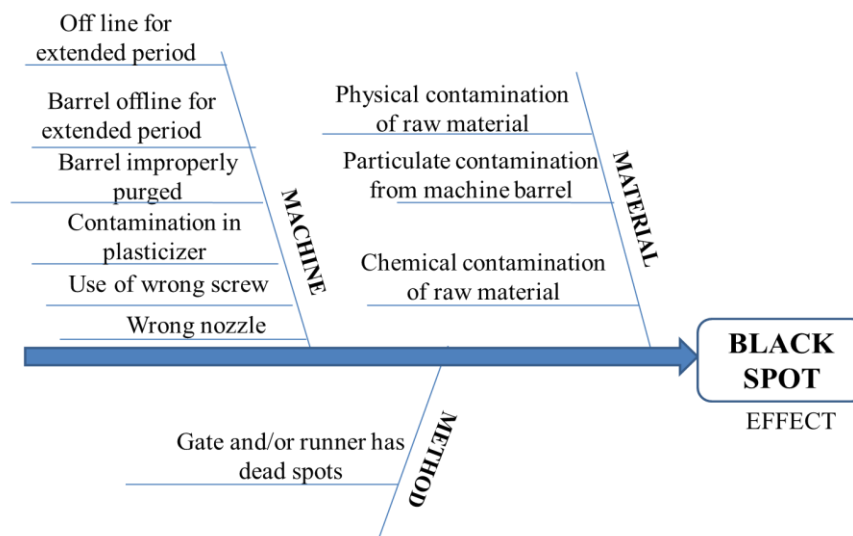 Off line for
extended period
Barrel offline for
extended period
Barrel improperly
purged
Contamination in
plasticizer
Use of wrong screw
Wrong nozzle
MACHINE
Physical contamination
of raw material
Particulate contamination
from machine barrel
Chemical contamination
of raw material
MATERIAL
BLACK
SPOT
EFFECT
Gate and/or runner has
dead spots
METHOD